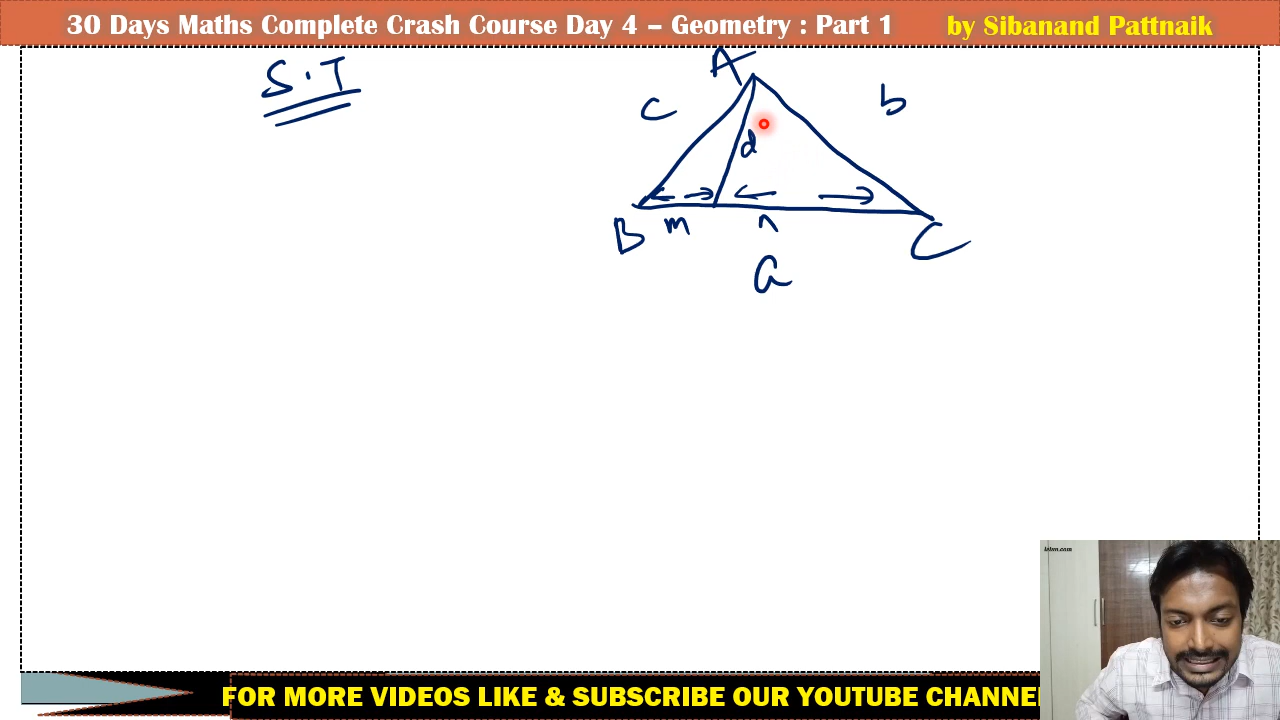 30 Days Maths Complete Crash Course Day 4 – Geometry : Part 1 by Sibanand Pattnaik
S.T
A
c
b
d
B
m
n
C
a
FOR MORE VIDEOS LIKE & SUBSCRIBE OUR YOUTUBE CHANNE